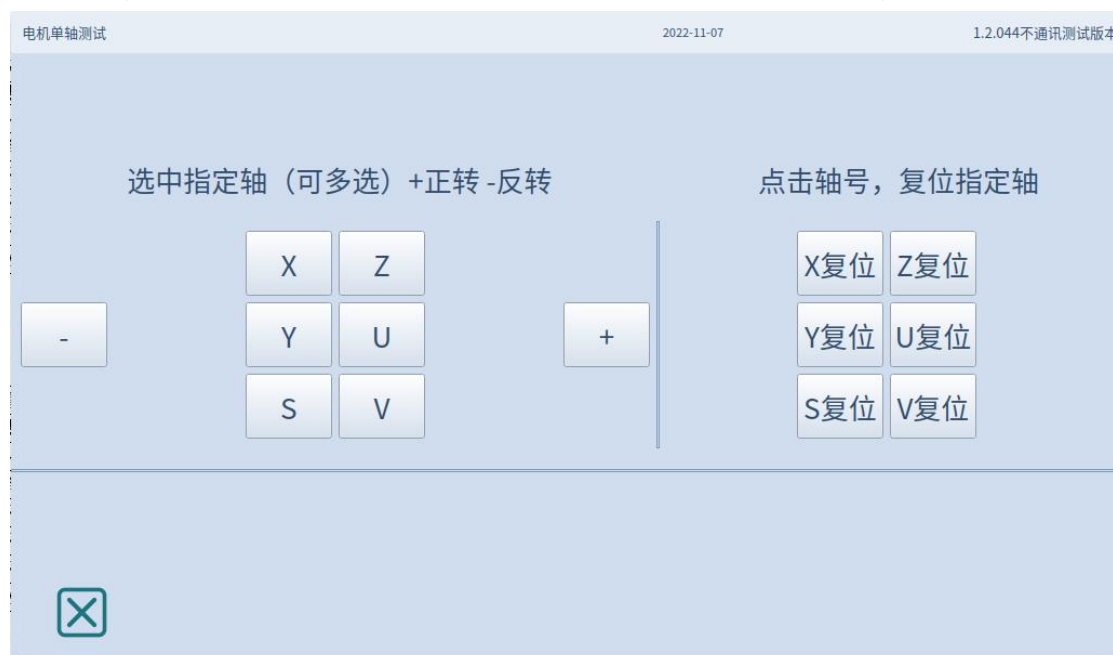 电机单轴测试 2022-11-07 1.2.044不通讯测试版本
选中指定轴（可多选）+正转 -反转
点击轴号，复位指定轴
X Z
- Y U +
S V
X复位 Z复位
Y复位 U复位
S复位 V复位